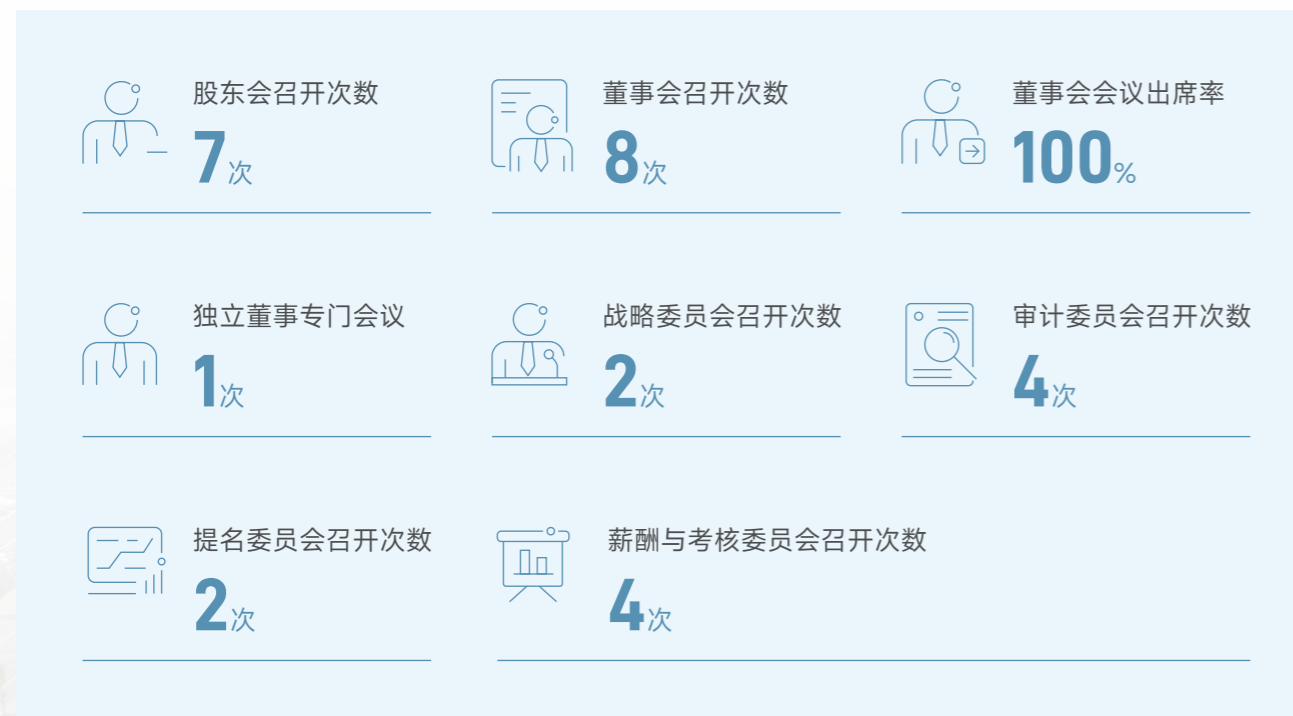 股东会召开次数
7次
董事会召开次数
8次
董事会会议出席率
100%
独立董事专门会议
1次
战略委员会召开次数
2次
审计委员会召开次数
4次
提名委员会召开次数
2次
薪酬与考核委员会召开次数
4次